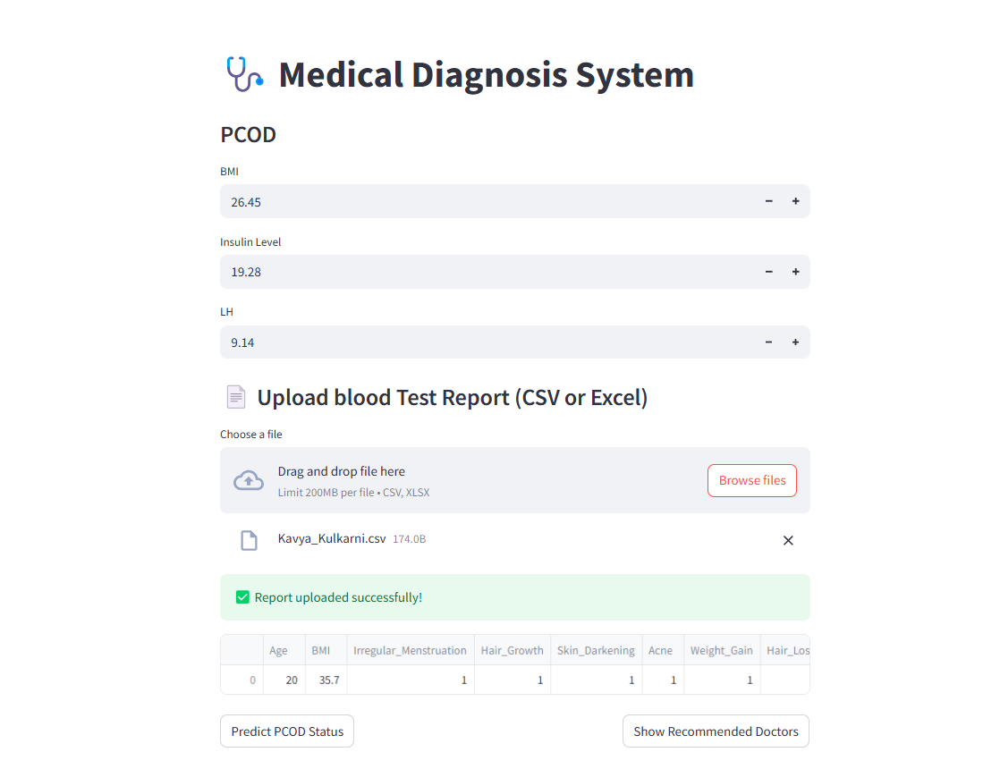 Medical Diagnosis System
PCOD
BMI
26.45
Insulin Level
19.28
LH
9.14
Upload blood Test Report (CSV or Excel)
Choose a file
Drag and drop file here
Limit 200MB per file • CSV, XLSX
Browse files
Kavya_Kulkarni.csv 174.0B
Report uploaded successfully!
Age BMI Irregular_Menstruation Hair_Growth Skin_Darkening Acne Weight_Gain Hair_Los
0 20 35.7 1 1 1 1 1
Predict PCOD Status Show Recommended Doctors